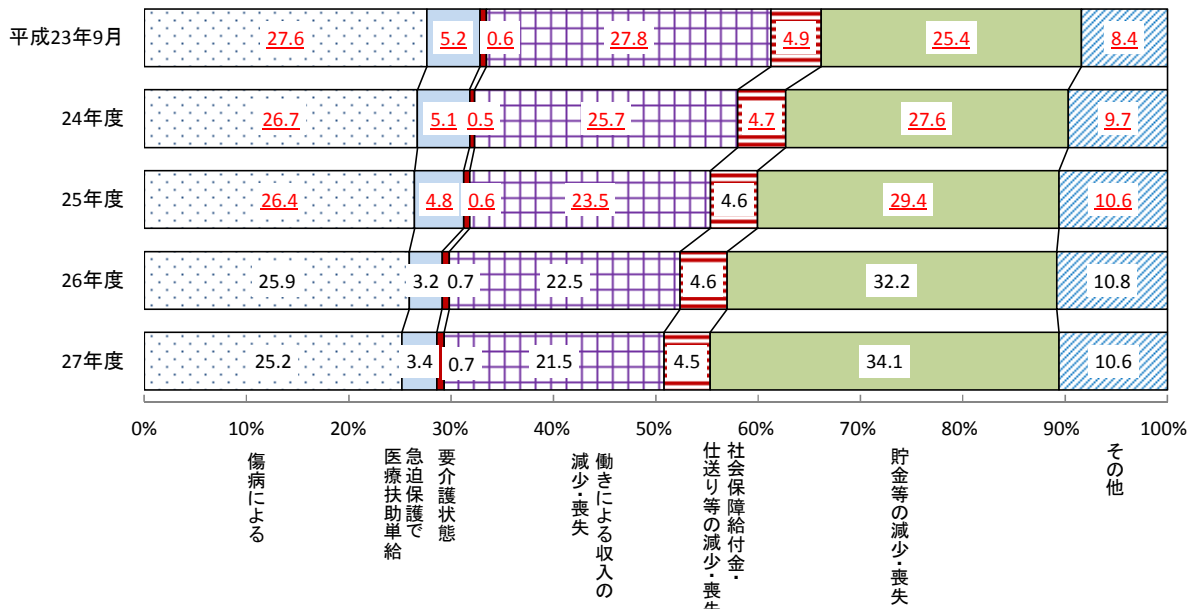 平成23年9月
27.6 5.2 0.6 27.8 4.9 25.4 8.4
24年度
26.7 5.1 0.5 25.7 4.7 27.6 9.7
25年度
26.4 4.8 0.6 23.5 4.6 29.4 10.6
26年度
25.9 3.2 0.7 22.5 4.6 32.2 10.8
27年度
25.2 3.4 0.7 21.5 4.5 34.1 10.6
0% 10% 20% 30% 40% 50% 60% 70% 80% 90% 100%
傷病による
急迫保護で
医療扶助単給
要介護状態
働きによる収入の
減少・喪失
社会保障給付金・
仕送り等の減少・喪失
貯金等の減少・喪失
その他